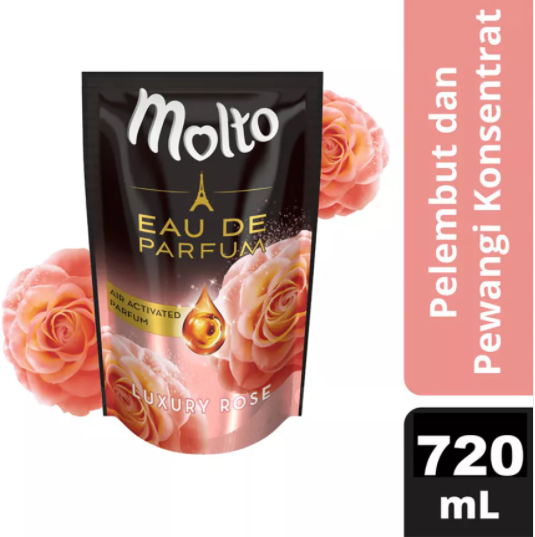 Molto
EAU DE
PARFUM
AIR ACTIVATED
PARFUM
LUXURY ROSE
Pelembut dan
Pewangi Konsentrat
720
mL